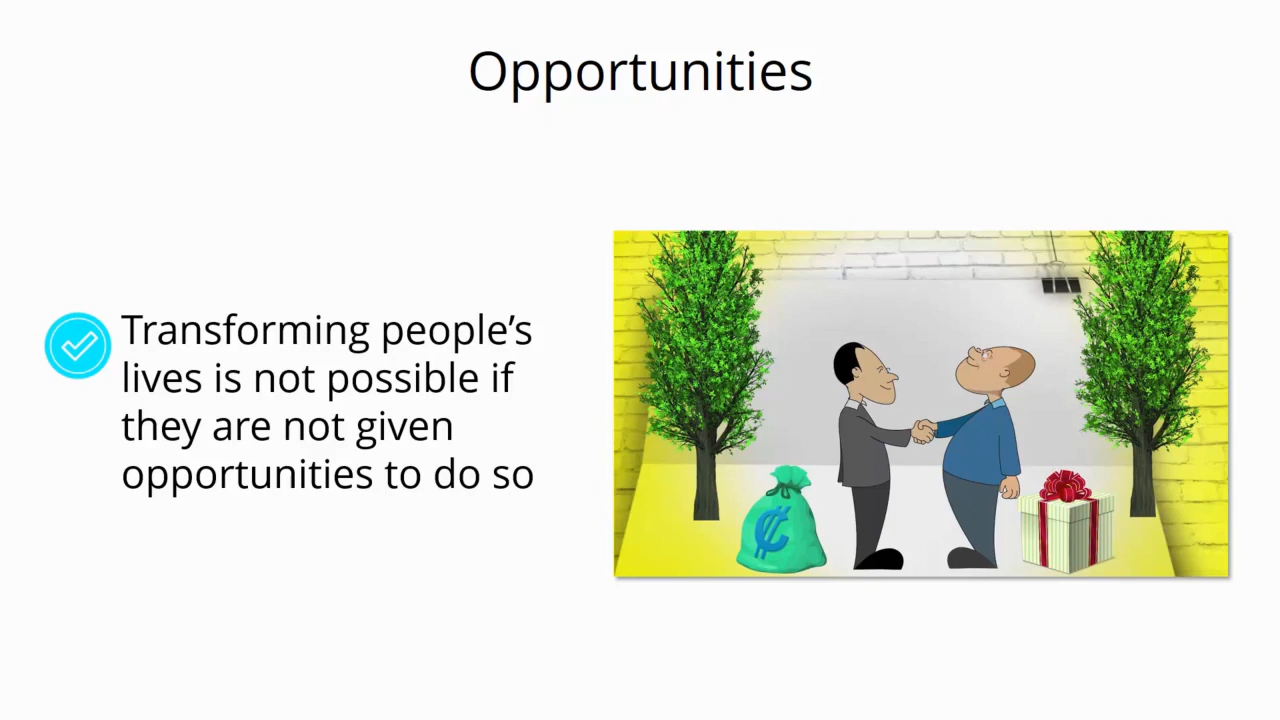 Opportunities
Transforming people’s
lives is not possible if
they are not given
opportunities to do so
₵